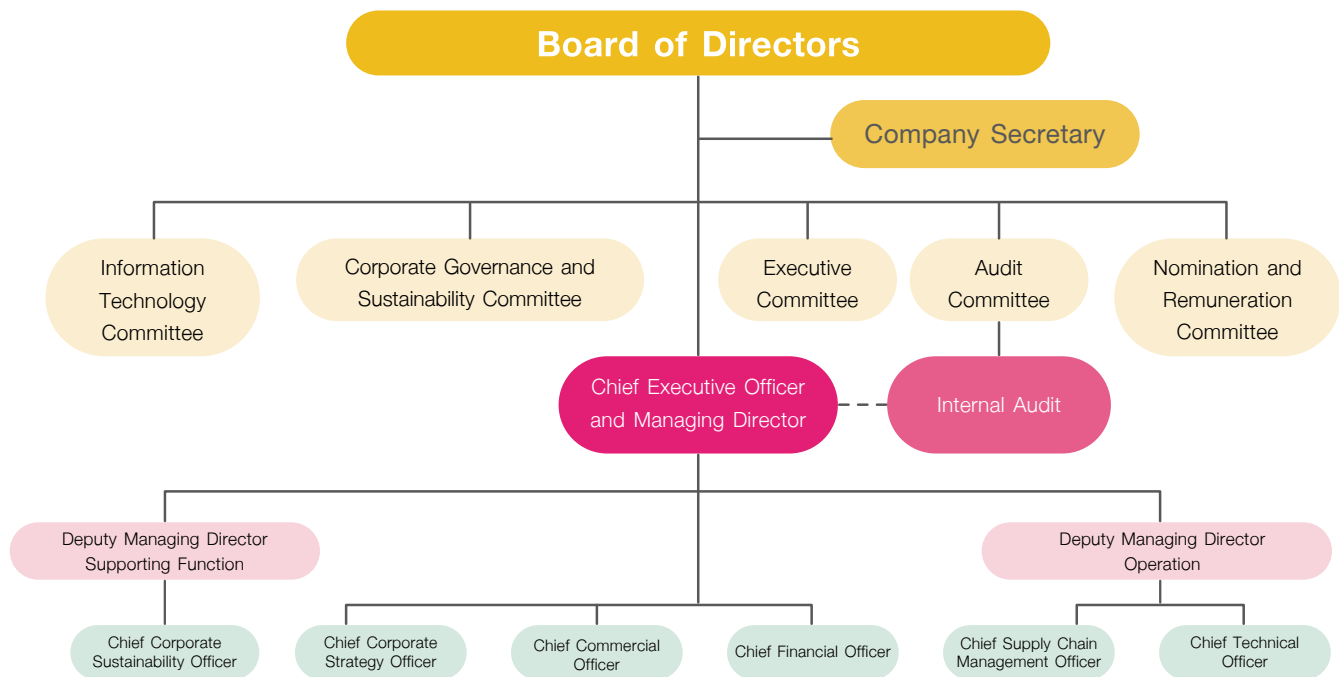 Board of Directors
Company Secretary
Information
Technology
Committee
Corporate Governance and
Sustainability Committee
Executive
Committee
Audit
Committee
Nomination and
Remuneration
Committee
Chief Executive Officer
and Managing Director
Internal Audit
Deputy Managing Director
Supporting Function
Deputy Managing Director
Operation
Chief Corporate
Sustainability Officer
Chief Corporate
Strategy Officer
Chief Commercial
Officer
Chief Financial Officer
Chief Supply Chain
Management Officer
Chief Technical
Officer